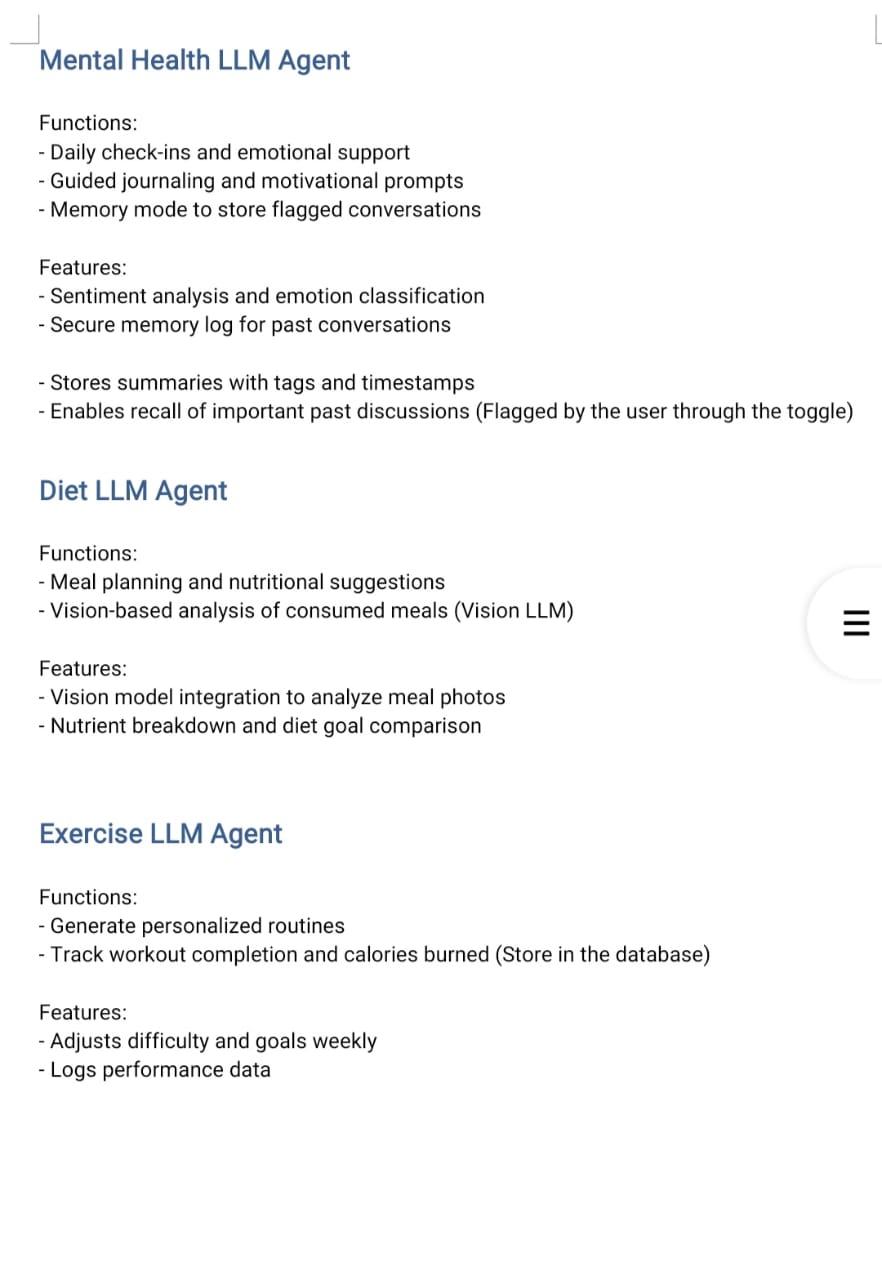 Mental Health LLM Agent
Functions:
- Daily check-ins and emotional support
- Guided journaling and motivational prompts
- Memory mode to store flagged conversations
Features:
- Sentiment analysis and emotion classification
- Secure memory log for past conversations
- Stores summaries with tags and timestamps
- Enables recall of important past discussions (Flagged by the user through the toggle)
Diet LLM Agent
Functions:
- Meal planning and nutritional suggestions
- Vision-based analysis of consumed meals (Vision LLM)
Features:
- Vision model integration to analyze meal photos
- Nutrient breakdown and diet goal comparison
Exercise LLM Agent
Functions:
- Generate personalized routines
- Track workout completion and calories burned (Store in the database)
Features:
- Adjusts difficulty and goals weekly
- Logs performance data